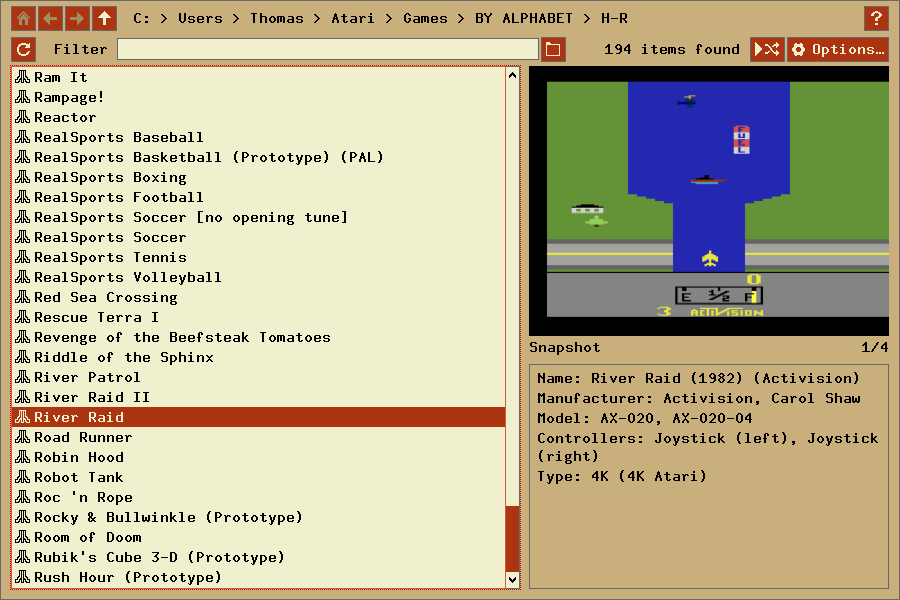 C: > Users > Thomas > Atari > Games > BY ALPHABET > H-R
?
Filter
194 items found
Options…
Ram It
Rampage!
Reactor
RealSports Baseball
RealSports Basketball (Prototype) (PAL)
RealSports Boxing
RealSports Football
RealSports Soccer [no opening tune]
RealSports Soccer
RealSports Tennis
RealSports Volleyball
Red Sea Crossing
Rescue Terra I
Revenge of the Beefsteak Tomatoes
Riddle of the Sphinx
River Patrol
River Raid II
River Raid
Road Runner
Robin Hood
Robot Tank
Roc 'n Rope
Rocky & Bullwinkle (Prototype)
Room of Doom
Rubik's Cube 3-D (Prototype)
Rush Hour (Prototype)
FUEL
0
E 1/2 F
3 ACTIVISION
Snapshot
1/4
Name: River Raid (1982) (Activision)
Manufacturer: Activision, Carol Shaw
Model: AX-020, AX-020-04
Controllers: Joystick (left), Joystick
(right)
Type: 4K (4K Atari)